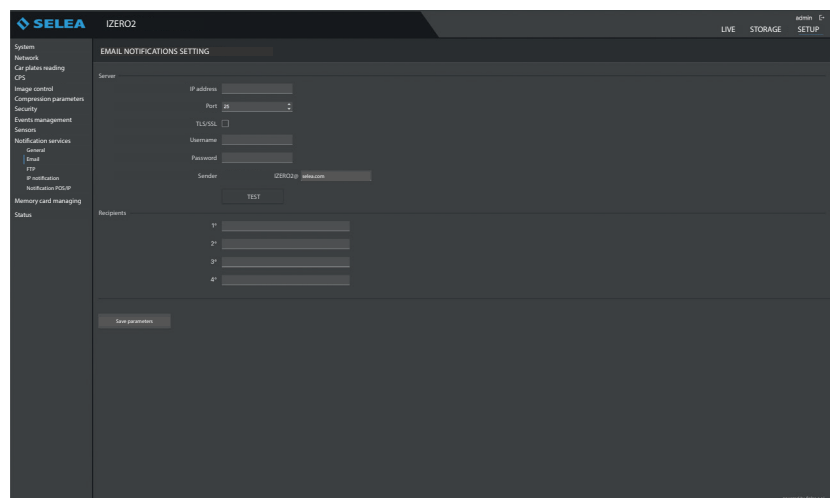 SELEA
IZERO2
admin
LIVE STORAGE SETUP
System
Network
Car plates reading
CPS
Image control
Compression parameters
Security
Events management
Sensors
Notification services
General
Email
FTP
IP notification
Notification POS/IP
Memory card managing
Status
EMAIL NOTIFICATIONS SETTING
Server
IP address
Port
TLS/SSL
Username
Password
Sender IZERO2@ selea.com
TEST
Recipients
1°
2°
3°
4°
Save parameters